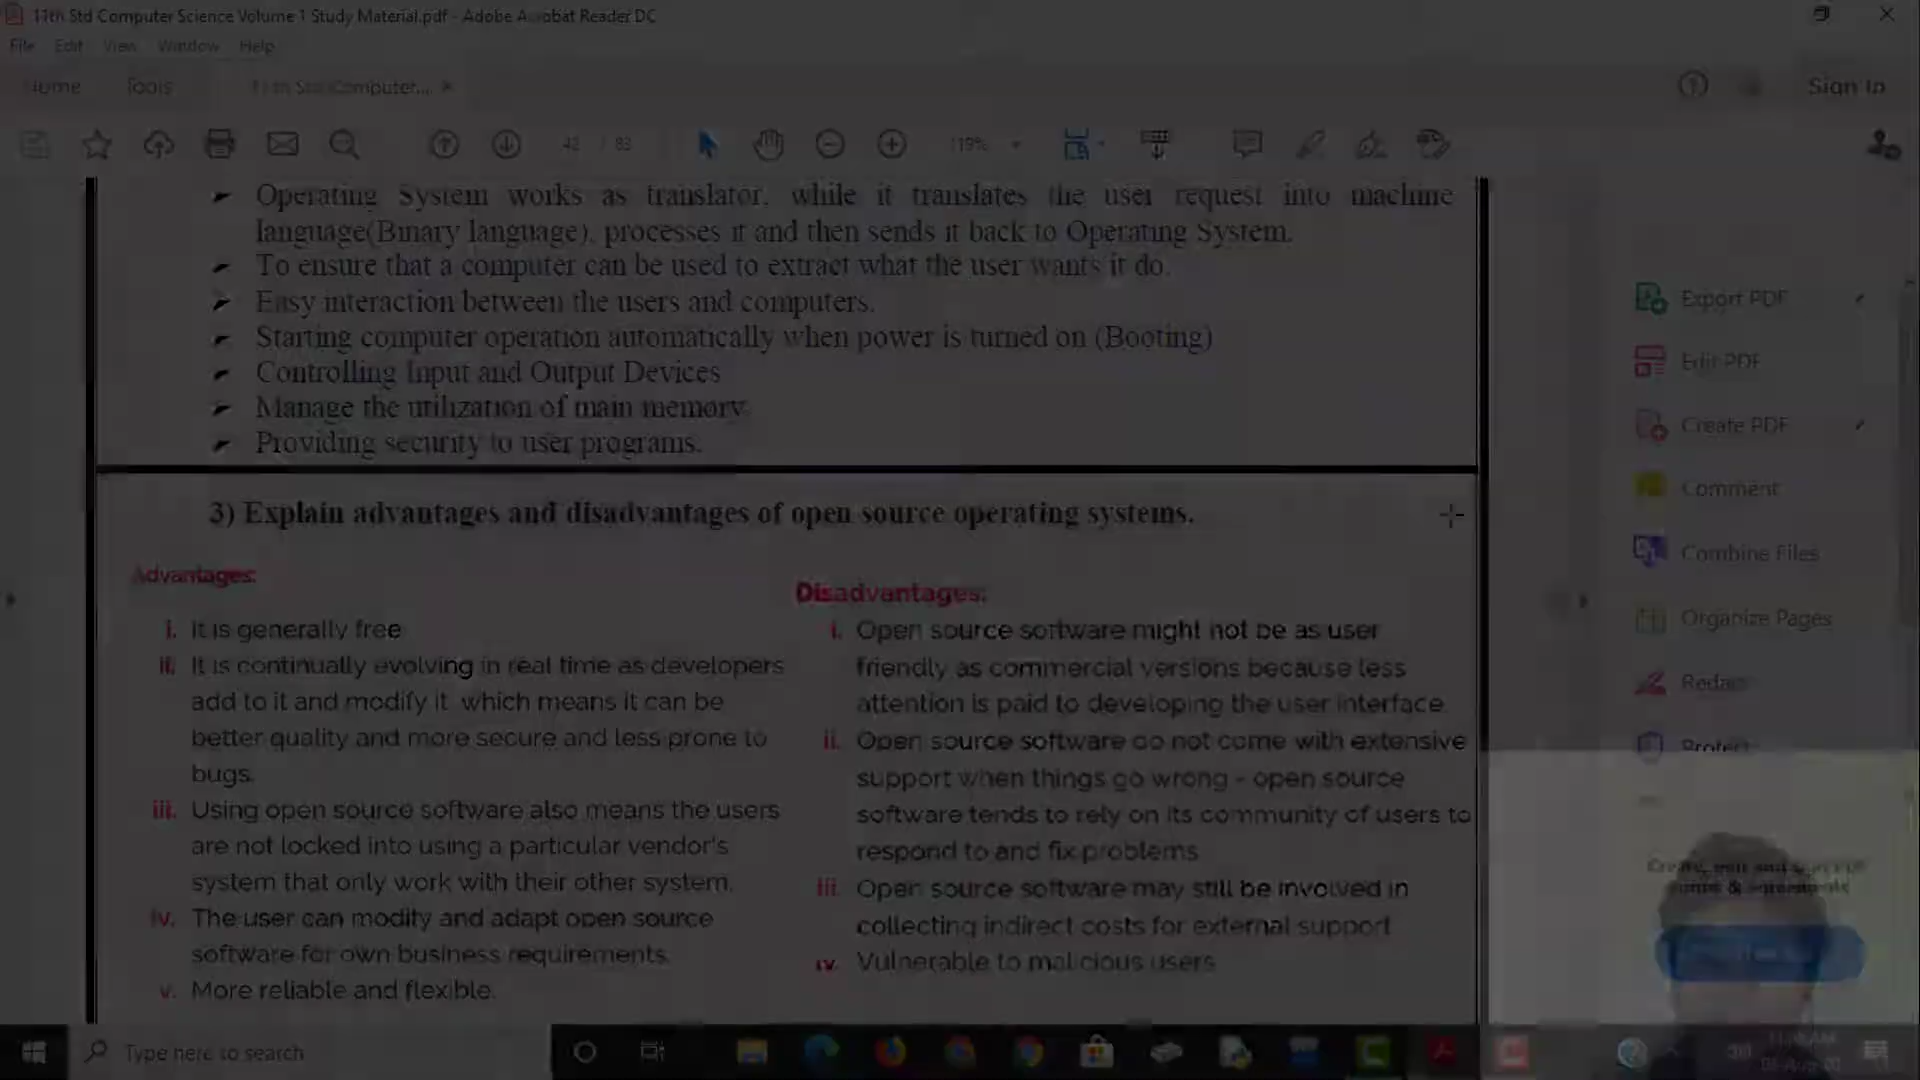 11th Std Computer Science Volume 1 Study Material.pdf - Adobe Acrobat Reader DC
File Edit View Window Help
Home Tools 11th Std Computer... Sign In
42 / 83 119%
Operating System works as translator, while it translates the user request into machine
language(Binary language), processes it and then sends it back to Operating System.
To ensure that a computer can be used to extract what the user wants it do.
Easy interaction between the users and computers.
Starting computer operation automatically when power is turned on (Booting)
Controlling Input and Output Devices
Manage the utilization of main memory
Providing security to user programs.
3) Explain advantages and disadvantages of open source operating systems.
Advantages:
i. It is generally free
ii. It is continually evolving in real time as developers
add to it and modify it which means it can be
better quality and more secure and less prone to
bugs.
iii. Using open source software also means the users
are not locked into using a particular vendor's
system that only work with their other system.
iv. The user can modify and adapt open source
software for own business requirements
v. More reliable and flexible.
Disadvantages:
i. Open source software might not be as user
friendly as commercial versions because less
attention is paid to developing the user interface
ii. Open source software do not come with extensive
support when things go wrong - open source
software tends to rely on its community of users to
respond to and fix problems
iii. Open source software may still be involved in
collecting indirect costs for external support
iv. Vulnerable to malicious users
Export PDF
Edit PDF
Create PDF
Comment
Combine Files
Organize Pages
Redact
Protect
Type here to search